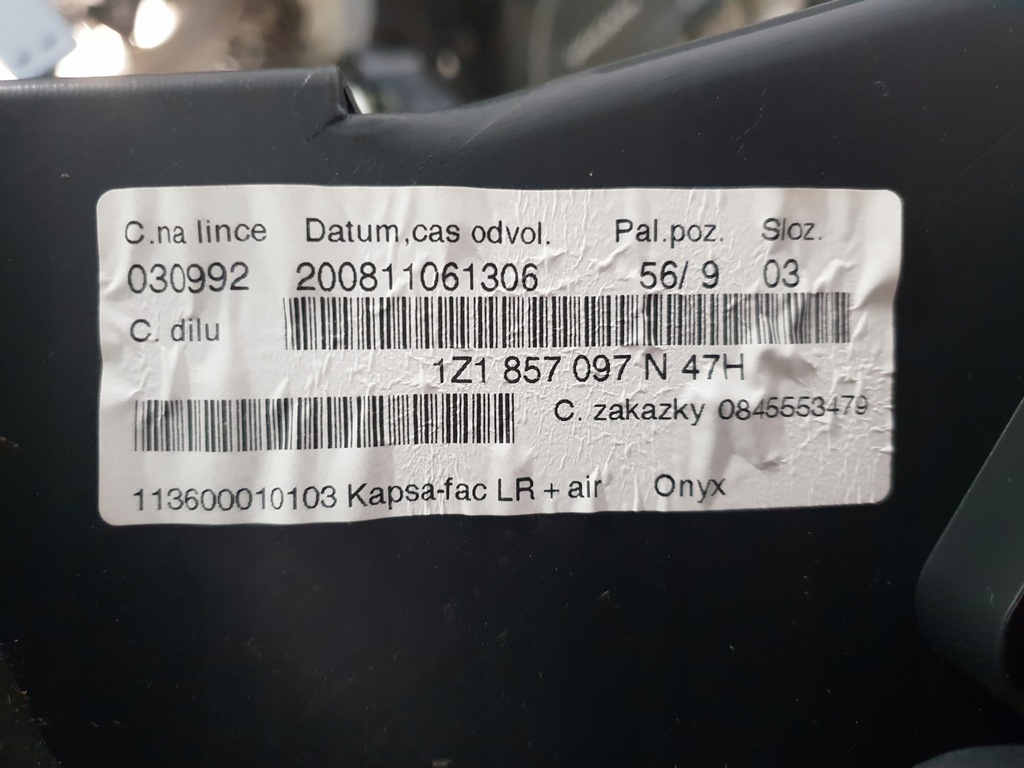 C.na lince Datum,cas odvol. Pal.poz. Sloz.
030992 200811061306 56/ 9 03
C. dilu
1Z1 857 097 N 47H
C. zakazky 0845553479
113600010103 Kapsa-fac LR + air Onyx